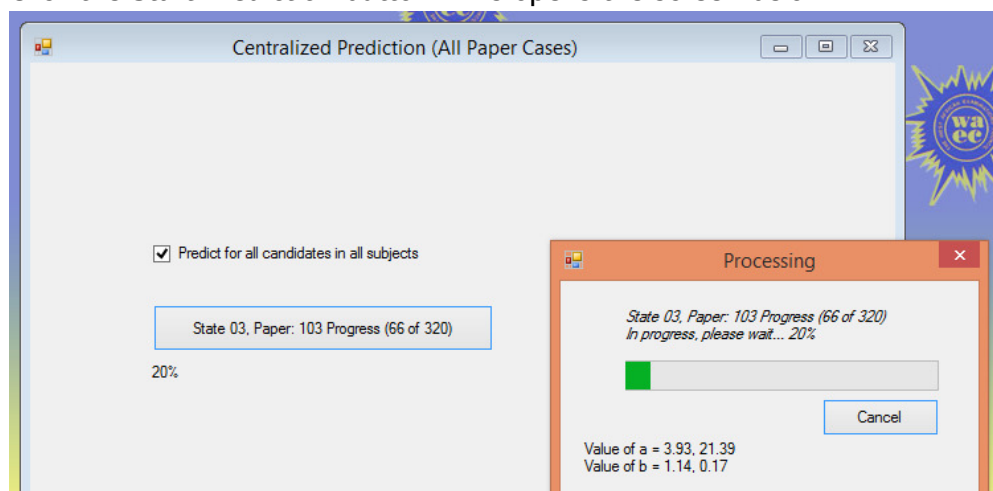 Centralized Prediction (All Paper Cases)
wa
ec
Predict for all candidates in all subjects
State 03, Paper: 103 Progress (66 of 320)
20%
Processing
State 03, Paper: 103 Progress (66 of 320)
In progress, please wait... 20%
Cancel
Value of a = 3.93, 21.39
Value of b = 1.14, 0.17